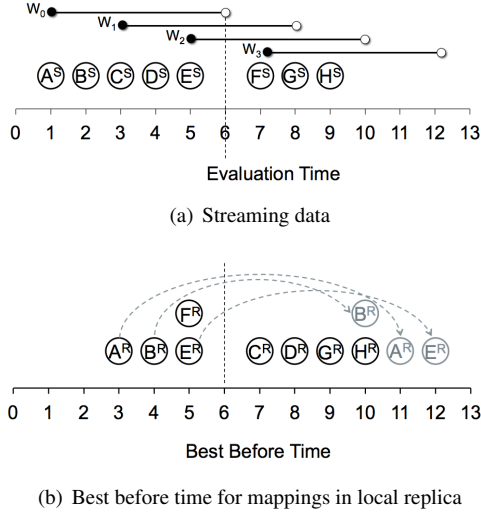 W0
W1
W2
W3
AS BS CS DS ES FS GS HS
0 1 2 3 4 5 6 7 8 9 10 11 12 13
Evaluation Time
(a) Streaming data
FR BR
AR BR ER CR DR GR HR AR ER
0 1 2 3 4 5 6 7 8 9 10 11 12 13
Best Before Time
(b) Best before time for mappings in local replica